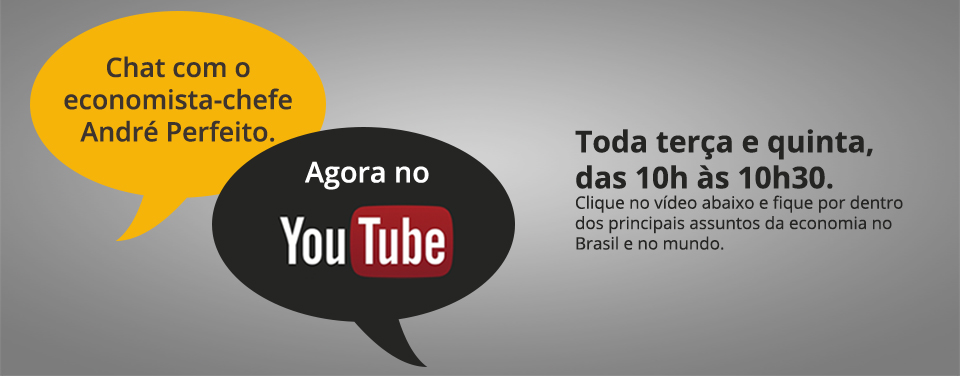 Chat com o
economista-chefe
André Perfeito.
Agora no
YouTube
Toda terça e quinta,
das 10h às 10h30.
Clique no vídeo abaixo e fique por dentro
dos principais assuntos da economia no
Brasil e no mundo.